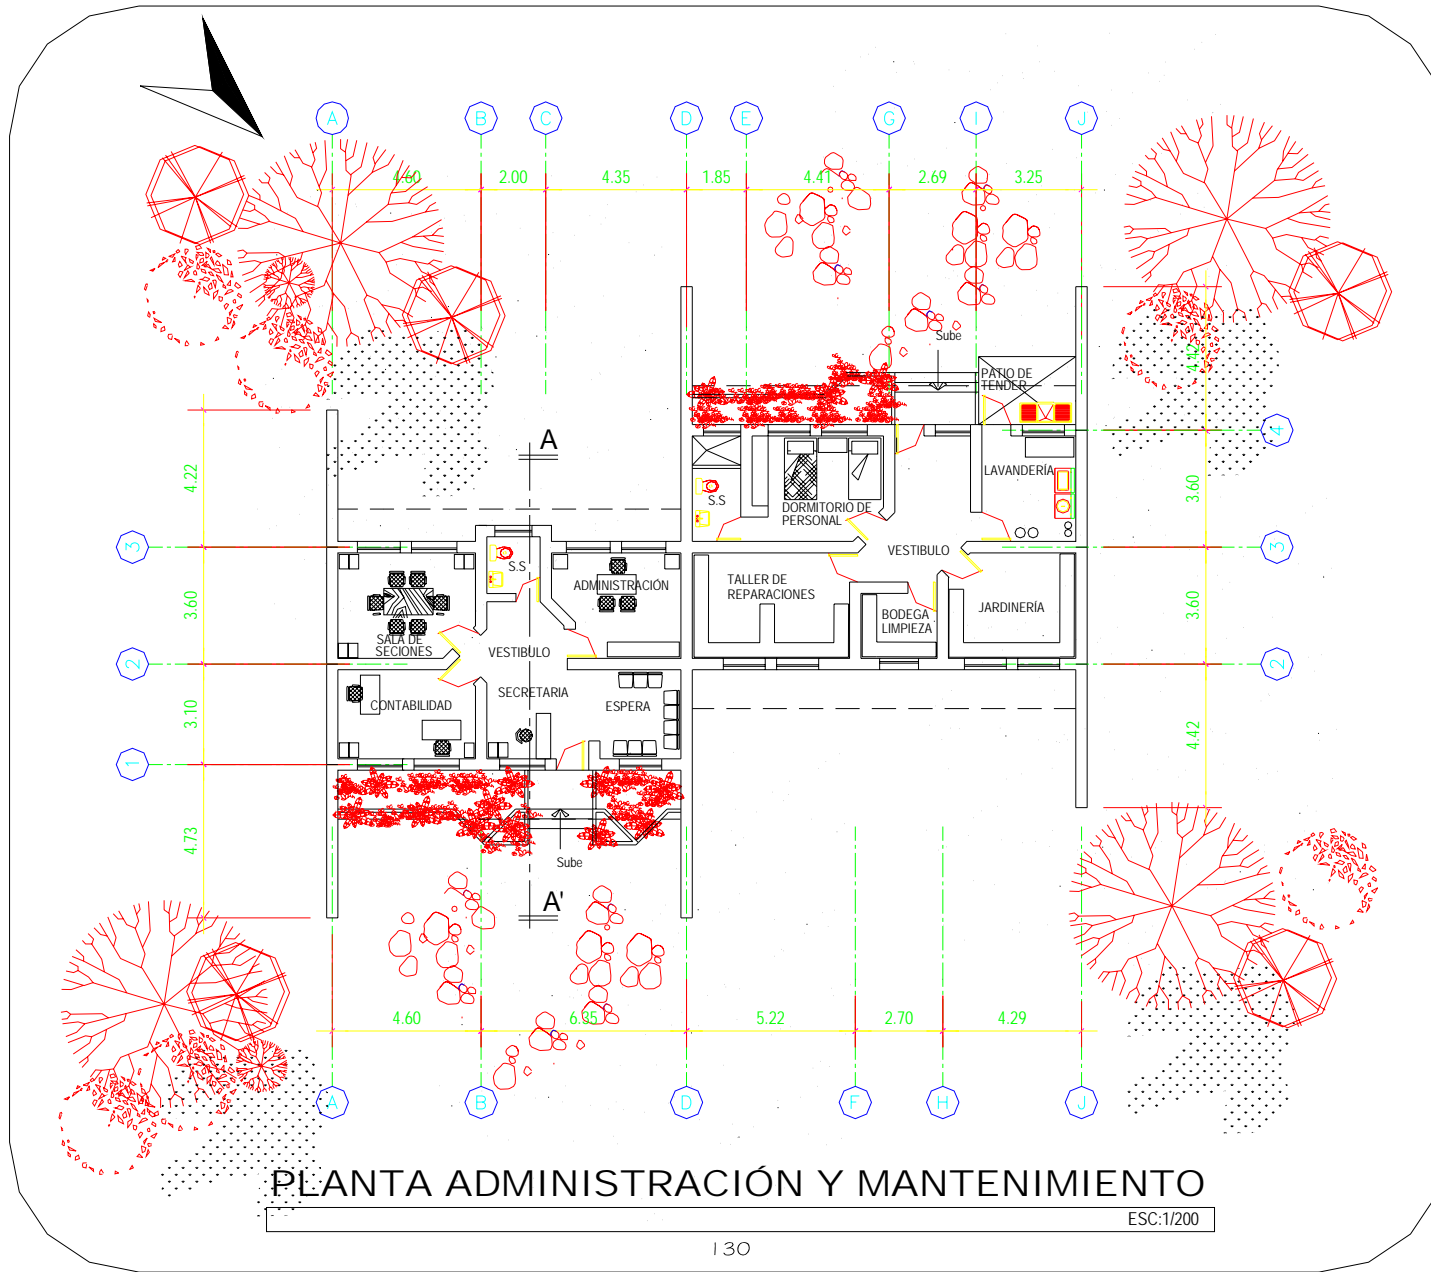 A B C D E G I J
4.60 2.00 4.35 1.85 4.41 2.69 3.25
Sube
PATIO DE
TENDER
4.42
4
A
4.22
LAVANDERÍA
3.60
S.S
DORMITORIO DE
PERSONAL
3
3
VESTIBULO
S.S
ADMINISTRACIÓN
TALLER DE
REPARACIONES
JARDINERÍA
3.60
3.60
BODEGA
LIMPIEZA
SALA DE
SECIONES
VESTIBULO
2
2
SECRETARIA
CONTABILIDAD
ESPERA
3.10
4.42
1
4.73
Sube
A'
4.60 6.35 5.22 2.70 4.29
A B D F H J
PLANTA ADMINISTRACIÓN Y MANTENIMIENTO
ESC:1/200
130